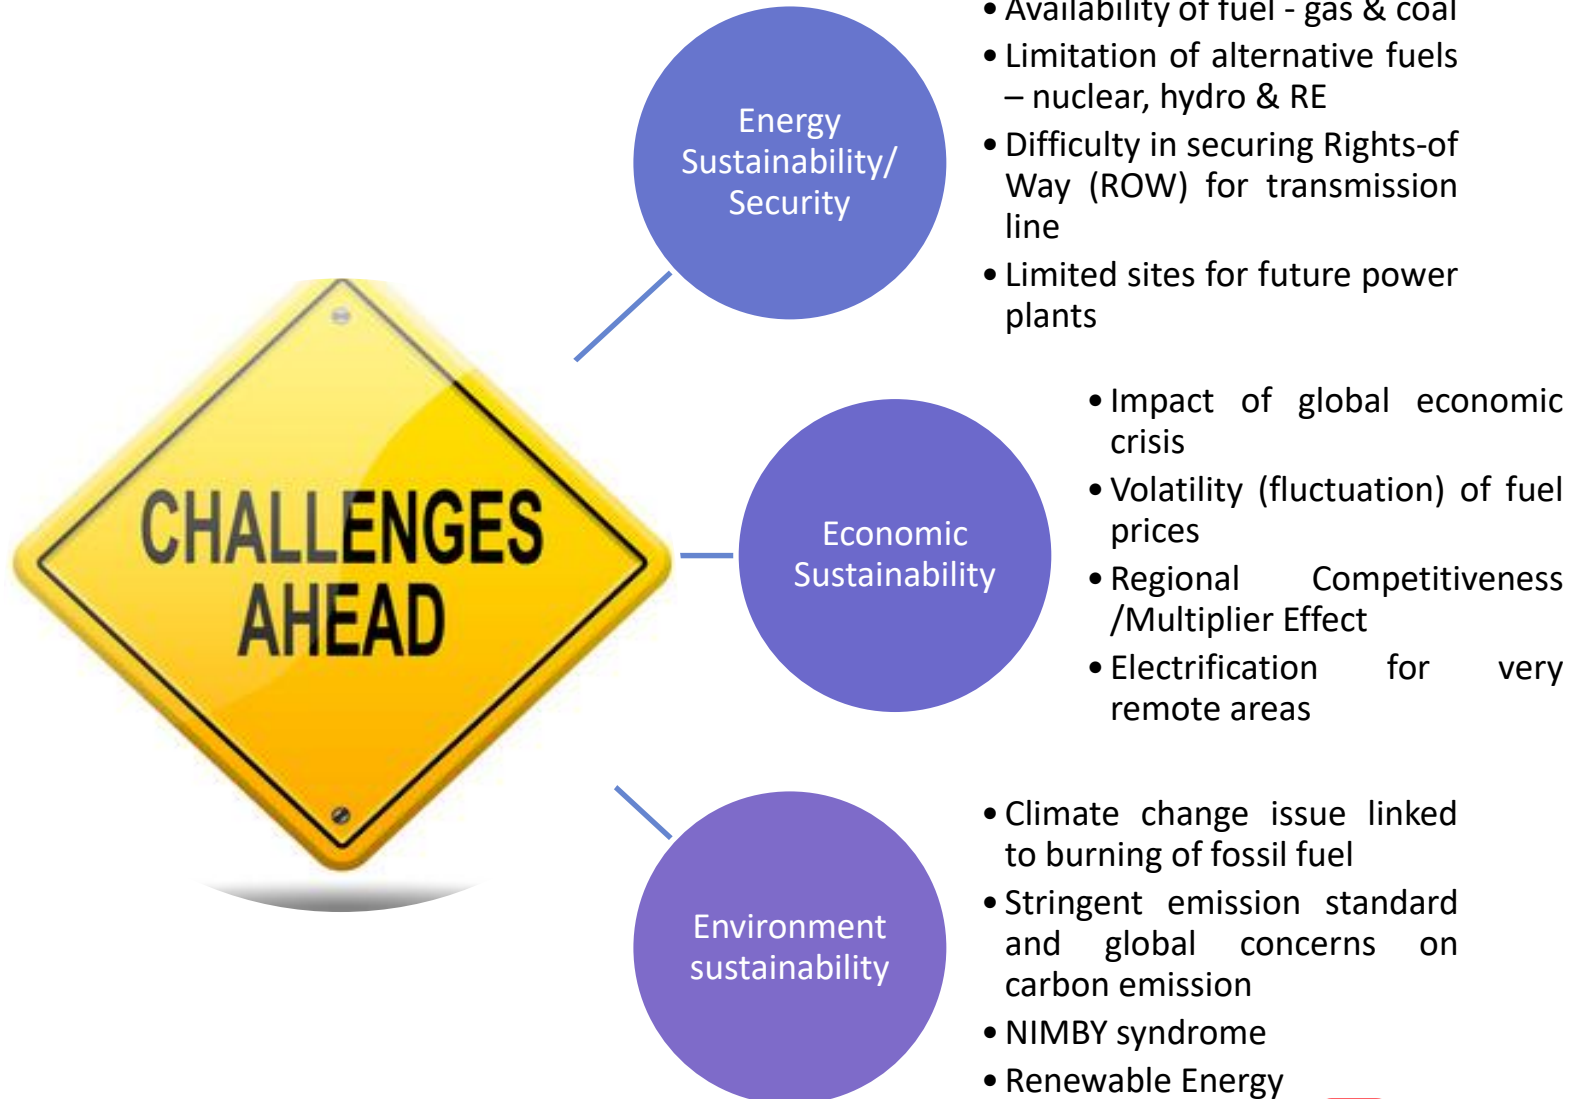 CHALLENGES
AHEAD
Energy
Sustainability/
Security
• Availability of fuel - gas & coal
• Limitation of alternative fuels
– nuclear, hydro & RE
• Difficulty in securing Rights-of
Way (ROW) for transmission
line
• Limited sites for future power
plants
Economic
Sustainability
• Impact of global economic
crisis
• Volatility (fluctuation) of fuel
prices
• Regional Competitiveness
/Multiplier Effect
• Electrification for very
remote areas
Environment
sustainability
• Climate change issue linked
to burning of fossil fuel
• Stringent emission standard
and global concerns on
carbon emission
• NIMBY syndrome
• Renewable Energy